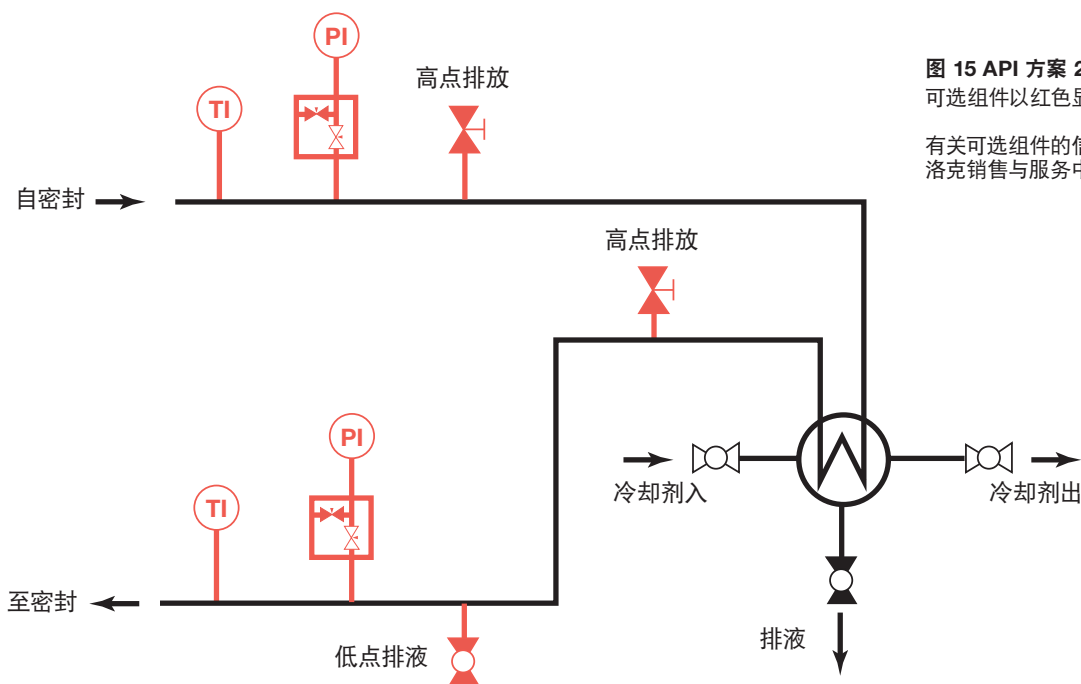 PI
高点排放
TI
图 15 API 方案 2
可选组件以红色显
有关可选组件的信
洛克销售与服务中
自密封
高点排放
PI
TI
冷却剂入
冷却剂出
至密封
低点排液
排液